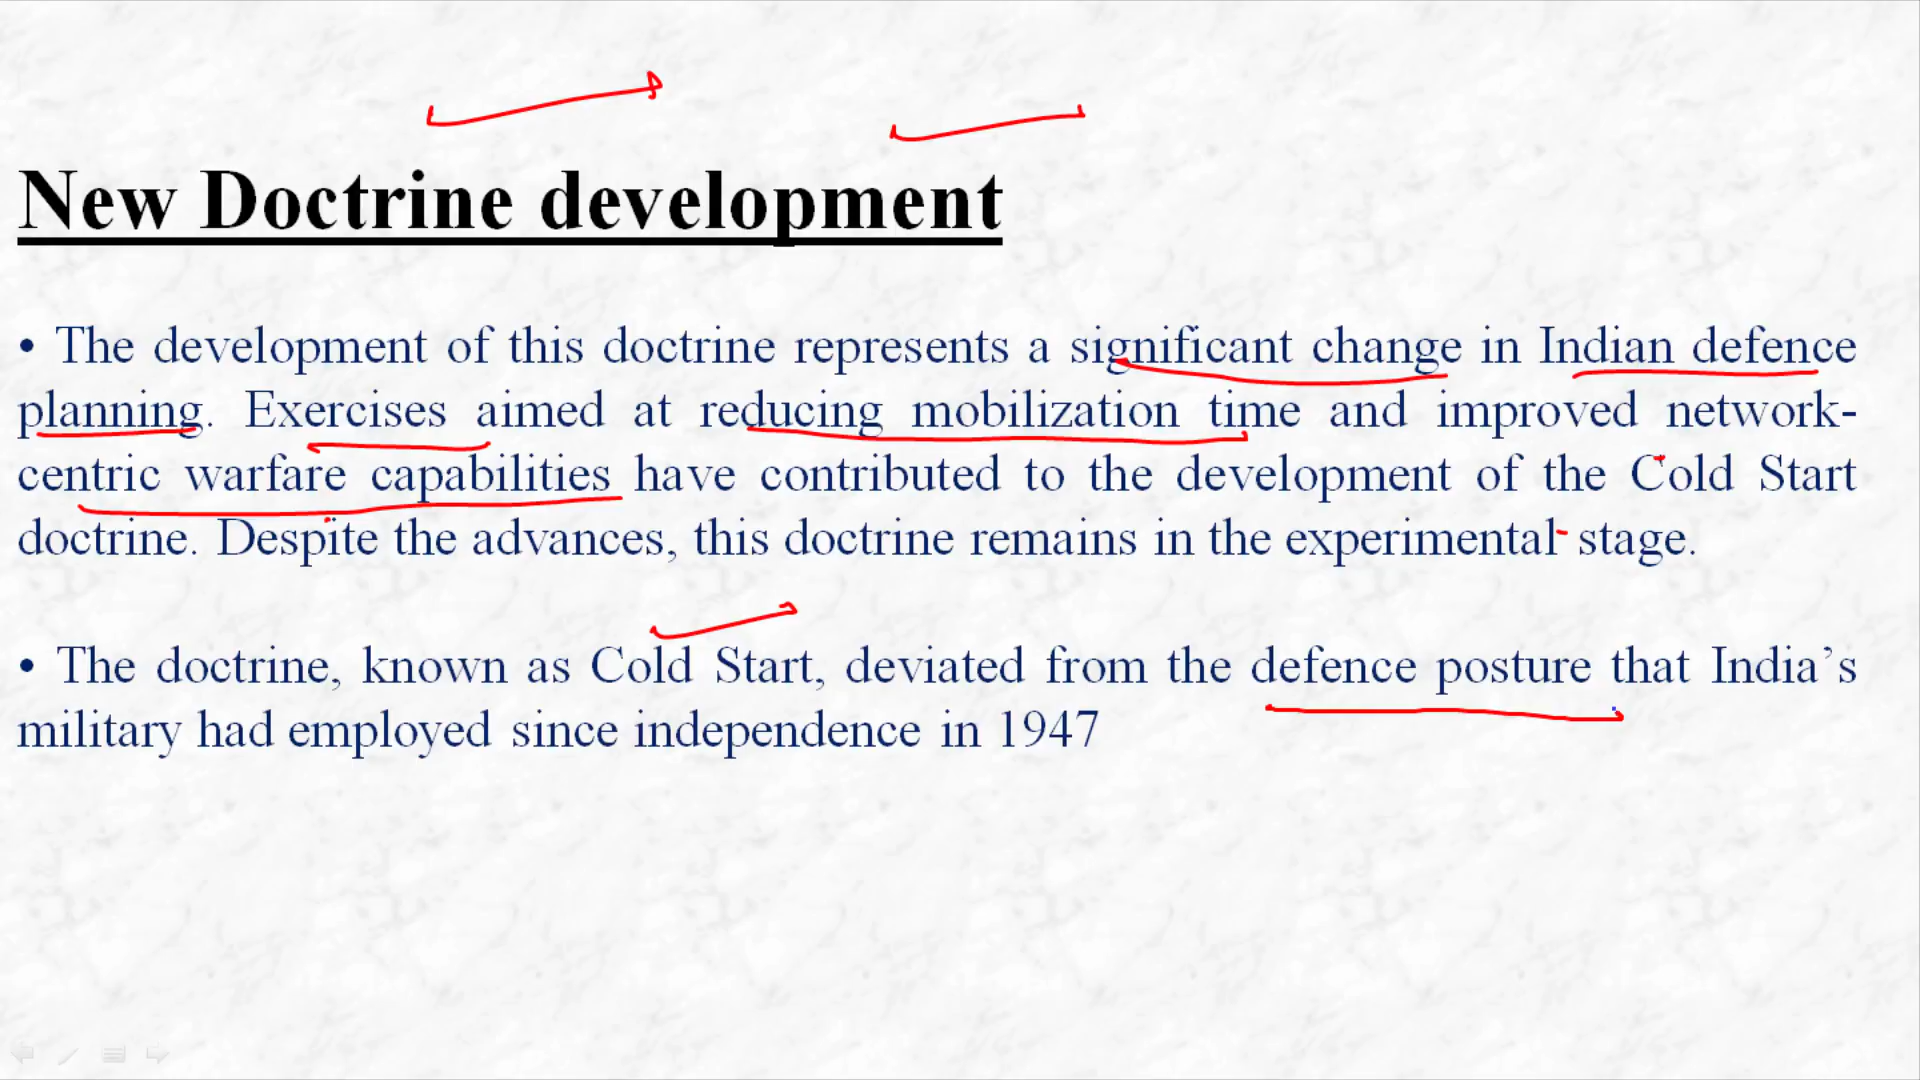 New Doctrine development
• The development of this doctrine represents a significant change in Indian defence
planning. Exercises aimed at reducing mobilization time and improved network-
centric warfare capabilities have contributed to the development of the Cold Start
doctrine. Despite the advances, this doctrine remains in the experimental stage.
• The doctrine, known as Cold Start, deviated from the defence posture that India’s
military had employed since independence in 1947